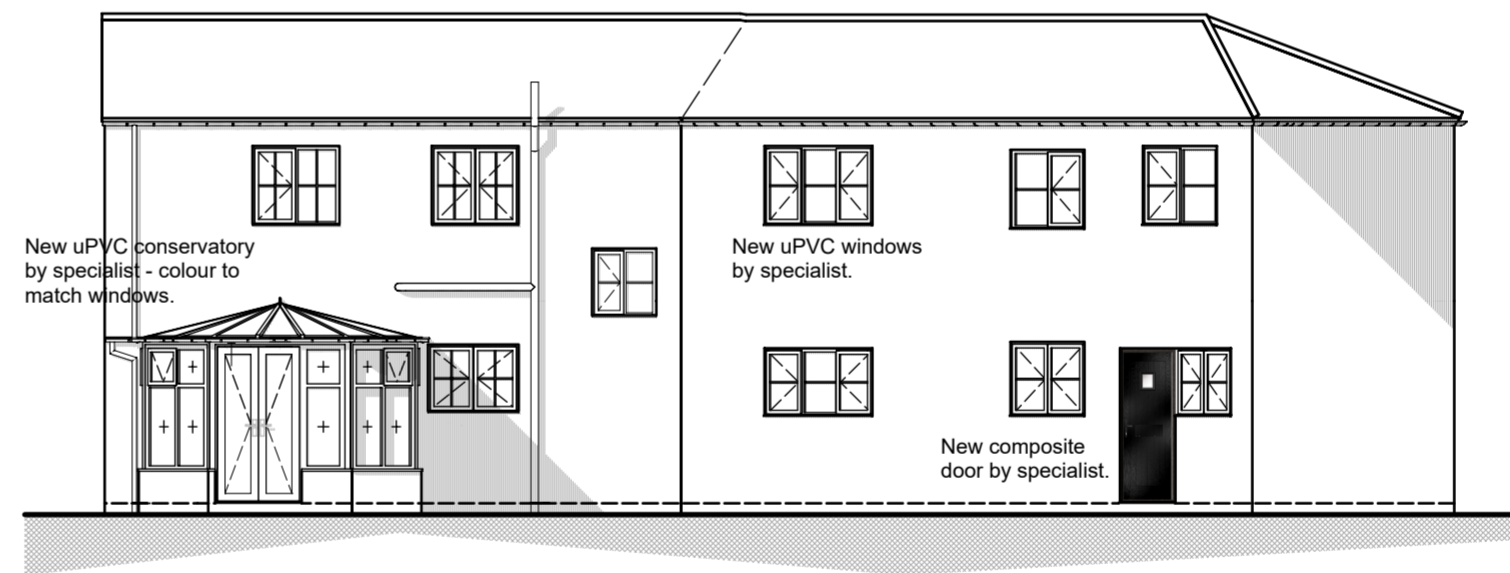 New uPVC conservatory
by specialist - colour to
match windows.
New uPVC windows
by specialist.
New composite
door by specialist.